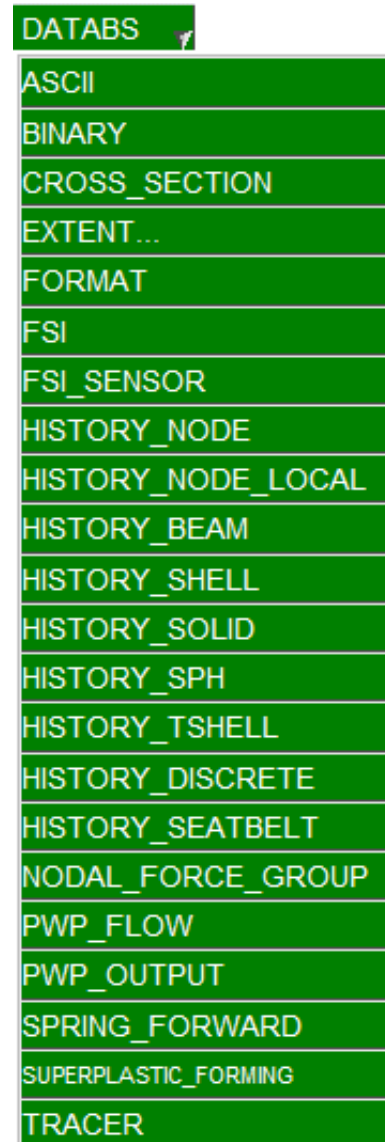 DATABS
ASCII
BINARY
CROSS_SECTION
EXTENT...
FORMAT
FSI
FSI_SENSOR
HISTORY_NODE
HISTORY_NODE_LOCAL
HISTORY_BEAM
HISTORY_SHELL
HISTORY_SOLID
HISTORY_SPH
HISTORY_TSHELL
HISTORY_DISCRETE
HISTORY_SEATBELT
NODAL_FORCE_GROUP
PWP_FLOW
PWP_OUTPUT
SPRING_FORWARD
SUPERPLASTIC_FORMING
TRACER